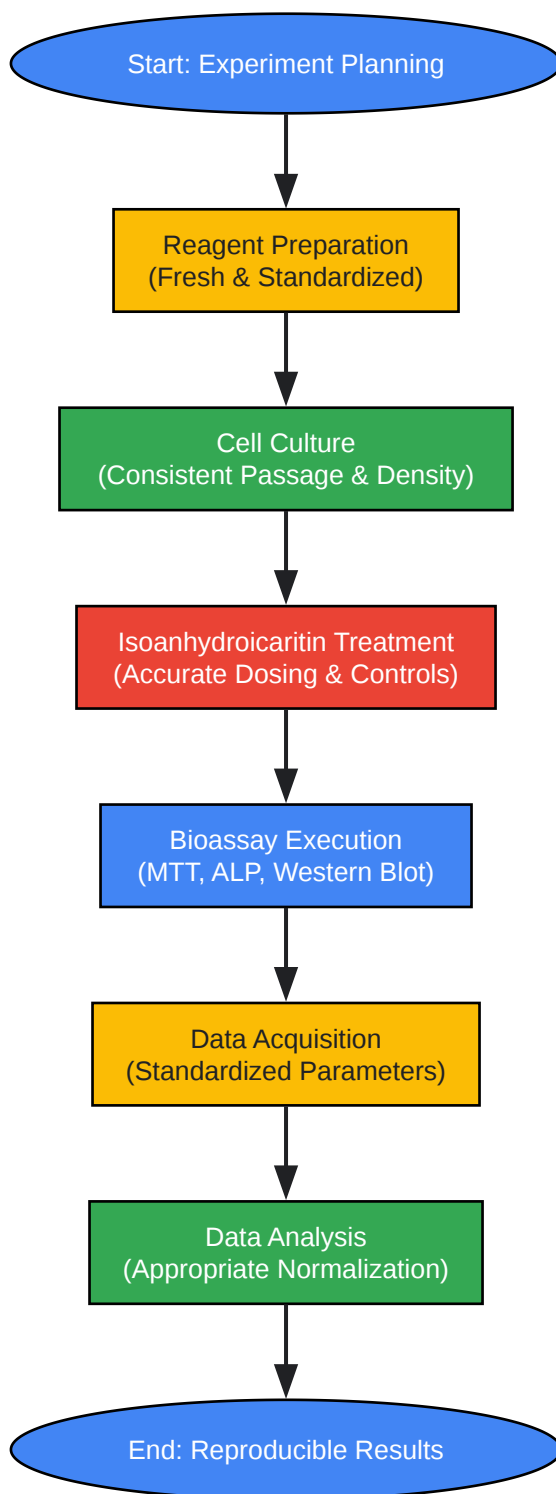 Start: Experiment Planning
Reagent Preparation
(Fresh & Standardized)
Cell Culture
(Consistent Passage & Density)
Isoanhydroicaritin Treatment
(Accurate Dosing & Controls)
Bioassay Execution
(MTT, ALP, Western Blot)
Data Acquisition
(Standardized Parameters)
Data Analysis
(Appropriate Normalization)
End: Reproducible Results